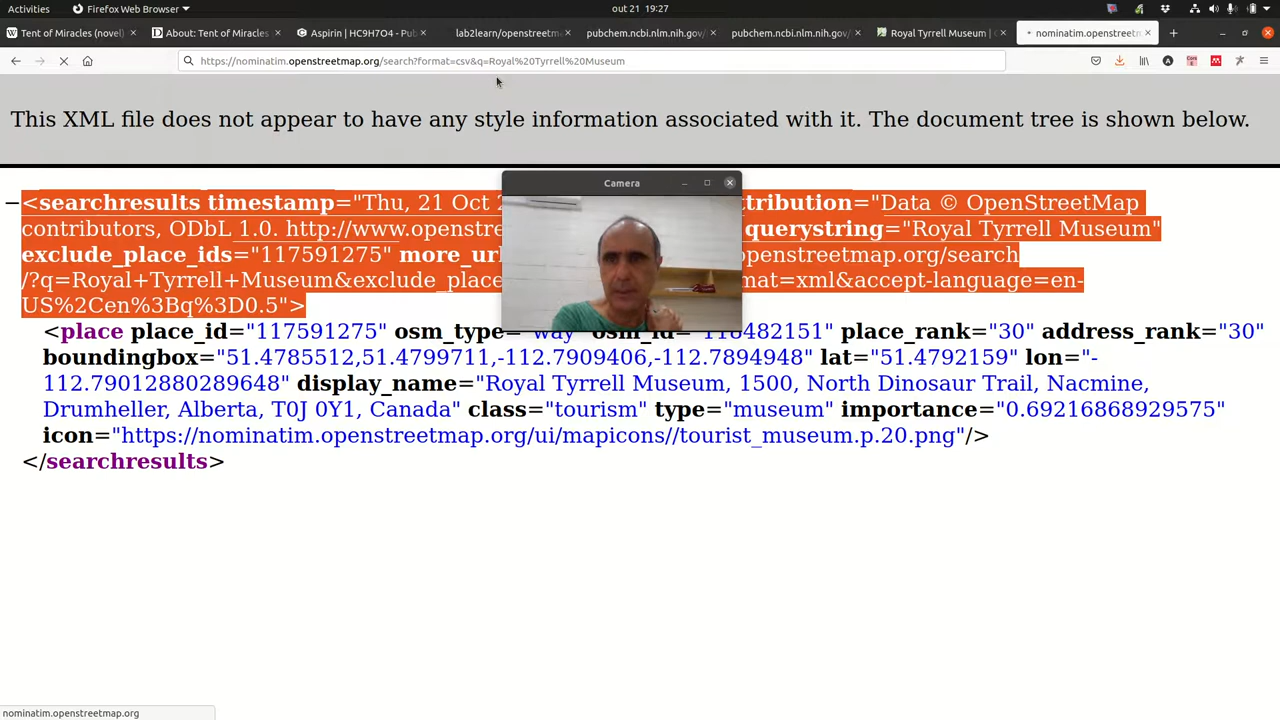 Activities Firefox Web Browser out 21 19:27
Tent of Miracles (novel) About: Tent of Miracles Aspirin | HC9H7O4 - Pub lab2learn/openstreetm pubchem.ncbi.nlm.nih.gov/ pubchem.ncbi.nlm.nih.gov/ Royal Tyrrell Museum | nominatim.openstreetm
https://nominatim.openstreetmap.org/search?format=csv&q=Royal%20Tyrrell%20Museum
This XML file does not appear to have any style information associated with it. The document tree is shown below.
Camera
<searchresults timestamp="Thu, 21 Oct tribution="Data © OpenStreetMap
contributors, ODbL 1.0. http://www.openstre querystring="Royal Tyrrell Museum"
exclude_place_ids="117591275" more_ur openstreetmap.org/search
/?q=Royal+Tyrrell+Museum&exclude_place mat=xml&accept-language=en-
US%2Cen%3Bq%3D0.5">
<place place_id="117591275" osm_type="way" osm_id="118482151" place_rank="30" address_rank="30"
boundingbox="51.4785512,51.4799711,-112.7909406,-112.7894948" lat="51.4792159" lon="-
112.79012880289648" display_name="Royal Tyrrell Museum, 1500, North Dinosaur Trail, Nacmine,
Drumheller, Alberta, T0J 0Y1, Canada" class="tourism" type="museum" importance="0.69216868929575"
icon="https://nominatim.openstreetmap.org/ui/mapicons//tourist_museum.p.20.png"/>
</searchresults>
nominatim.openstreetmap.org